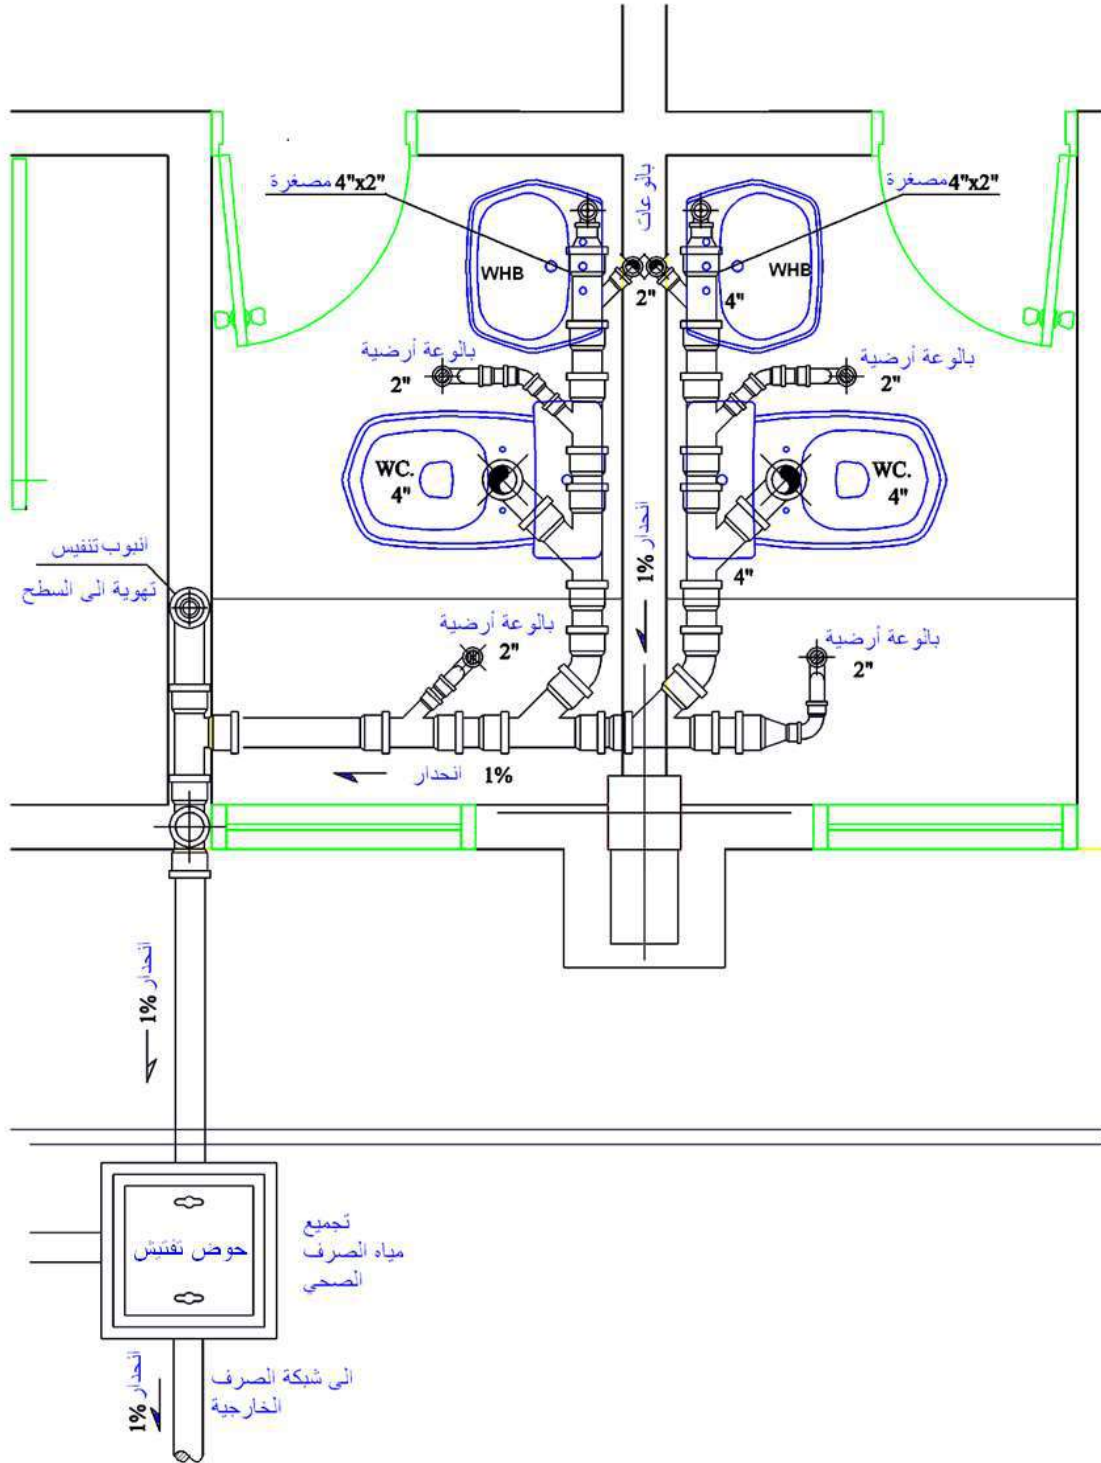 مصغرة 4"x2"
بالوعات
مصغرة 4"x2"
WHB
WHB
2"
4"
بالوعة أرضية
2"
بالوعة أرضية
2"
WC.
4"
WC.
4"
انبوب تنفيس
تهوية الى السطح
انحدار 1%
4"
بالوعة أرضية
2"
بالوعة أرضية
2"
انحدار 1%
انحدار 1%
حوض تفتيش
تجميع
مياه الصرف
الصحي
انحدار 1%
الى شبكة الصرف
الخارجية